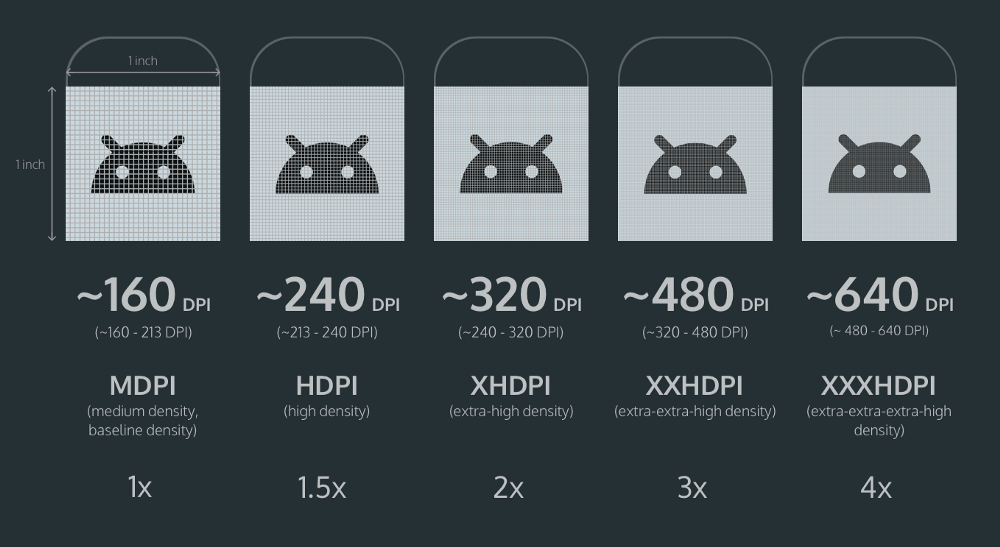 1 inch
1 inch
~160 DPI
(~160 - 213 DPI)
MDPI
(medium density,
baseline density)
1x
~240 DPI
(~213 - 240 DPI)
HDPI
(high density)
1.5x
~320 DPI
(~240 - 320 DPI)
XHDPI
(extra-high density)
2x
~480 DPI
(~320 - 480 DPI)
XXHDPI
(extra-extra-high density)
3x
~640 DPI
(~ 480 - 640 DPI)
XXXHDPI
(extra-extra-extra-high
density)
4x